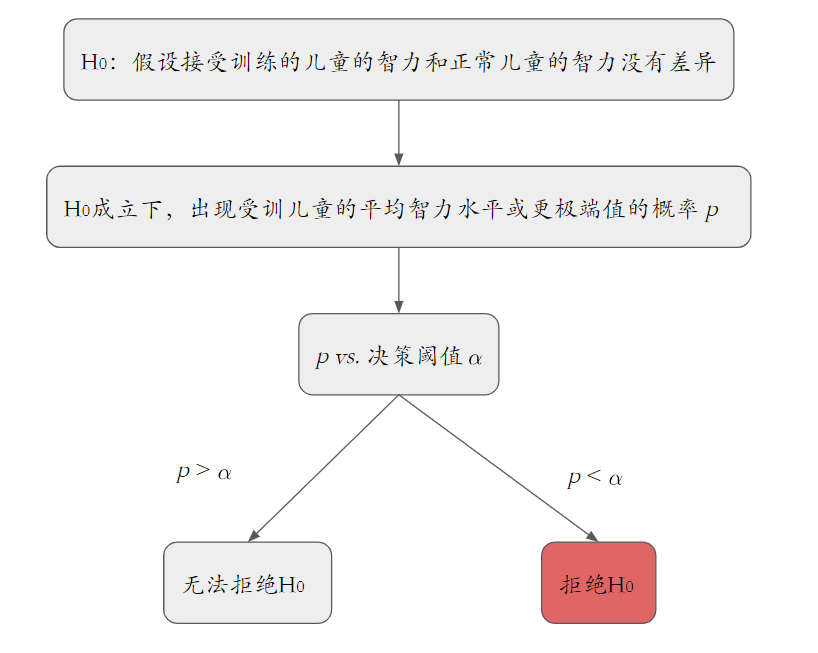 H0：假设接受训练的儿童的智力和正常儿童的智力没有差异
H0成立下，出现受训儿童的平均智力水平或更极端值的概率 p
p vs. 决策阈值 α
p > α
p < α
无法拒绝H0
拒绝H0